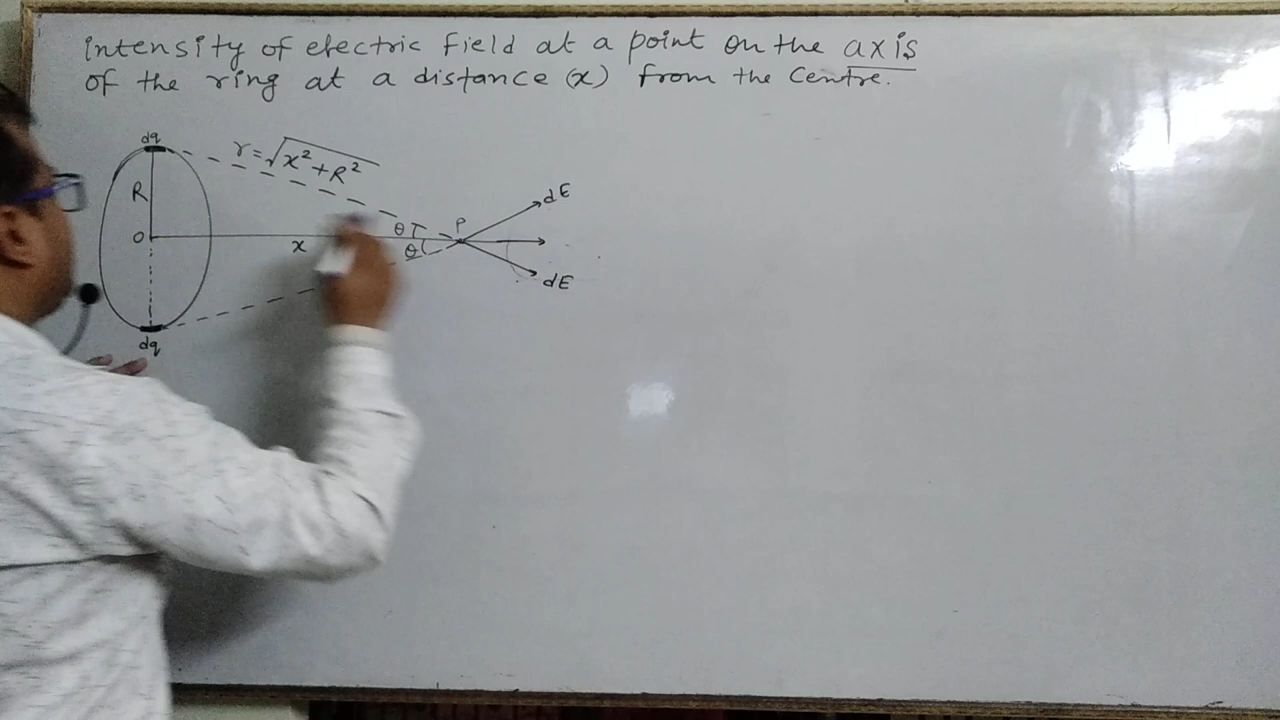 intensity of electric field at a point on the axis
of the ring at a distance (x) from the centre.
dq
r=√x²+R²
R
dE
θ
P
O
x
θ
dE
dq